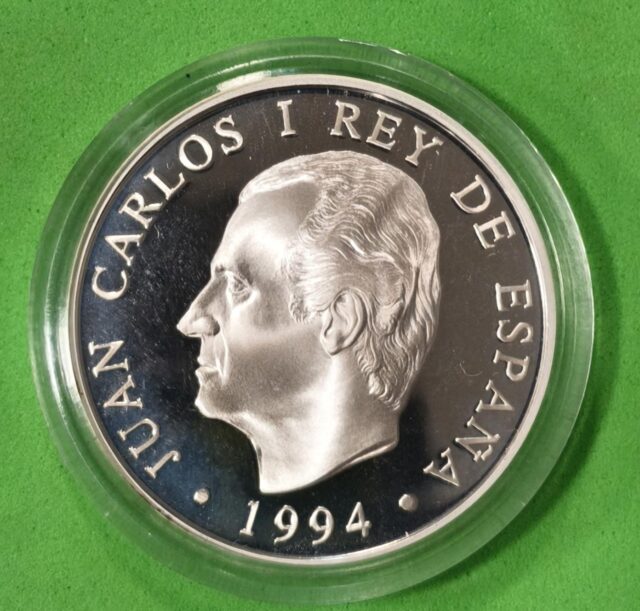 JUAN CARLOS I REY DE ESPAÑA
• 1994 •